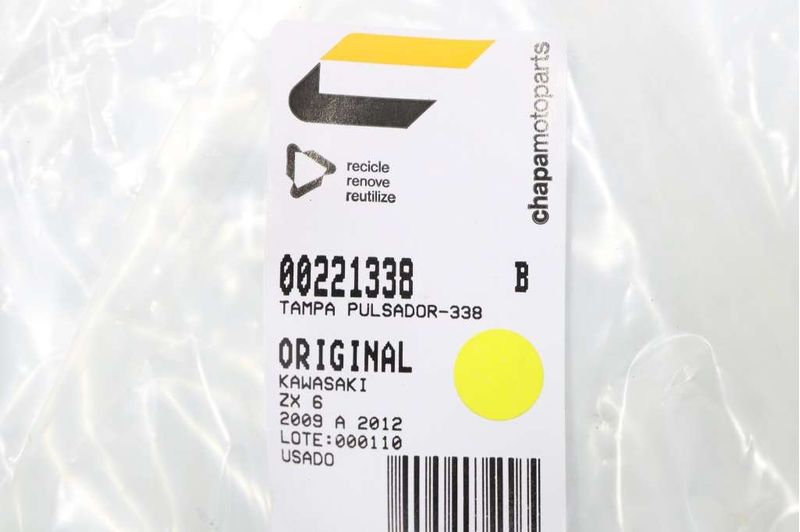 chapamotoparts
recicle
renove
reutilize
00221338 B
TAMPA PULSADOR-338
ORIGINAL
KAWASAKI
ZX 6
2009 A 2012
LOTE:000110
USADO